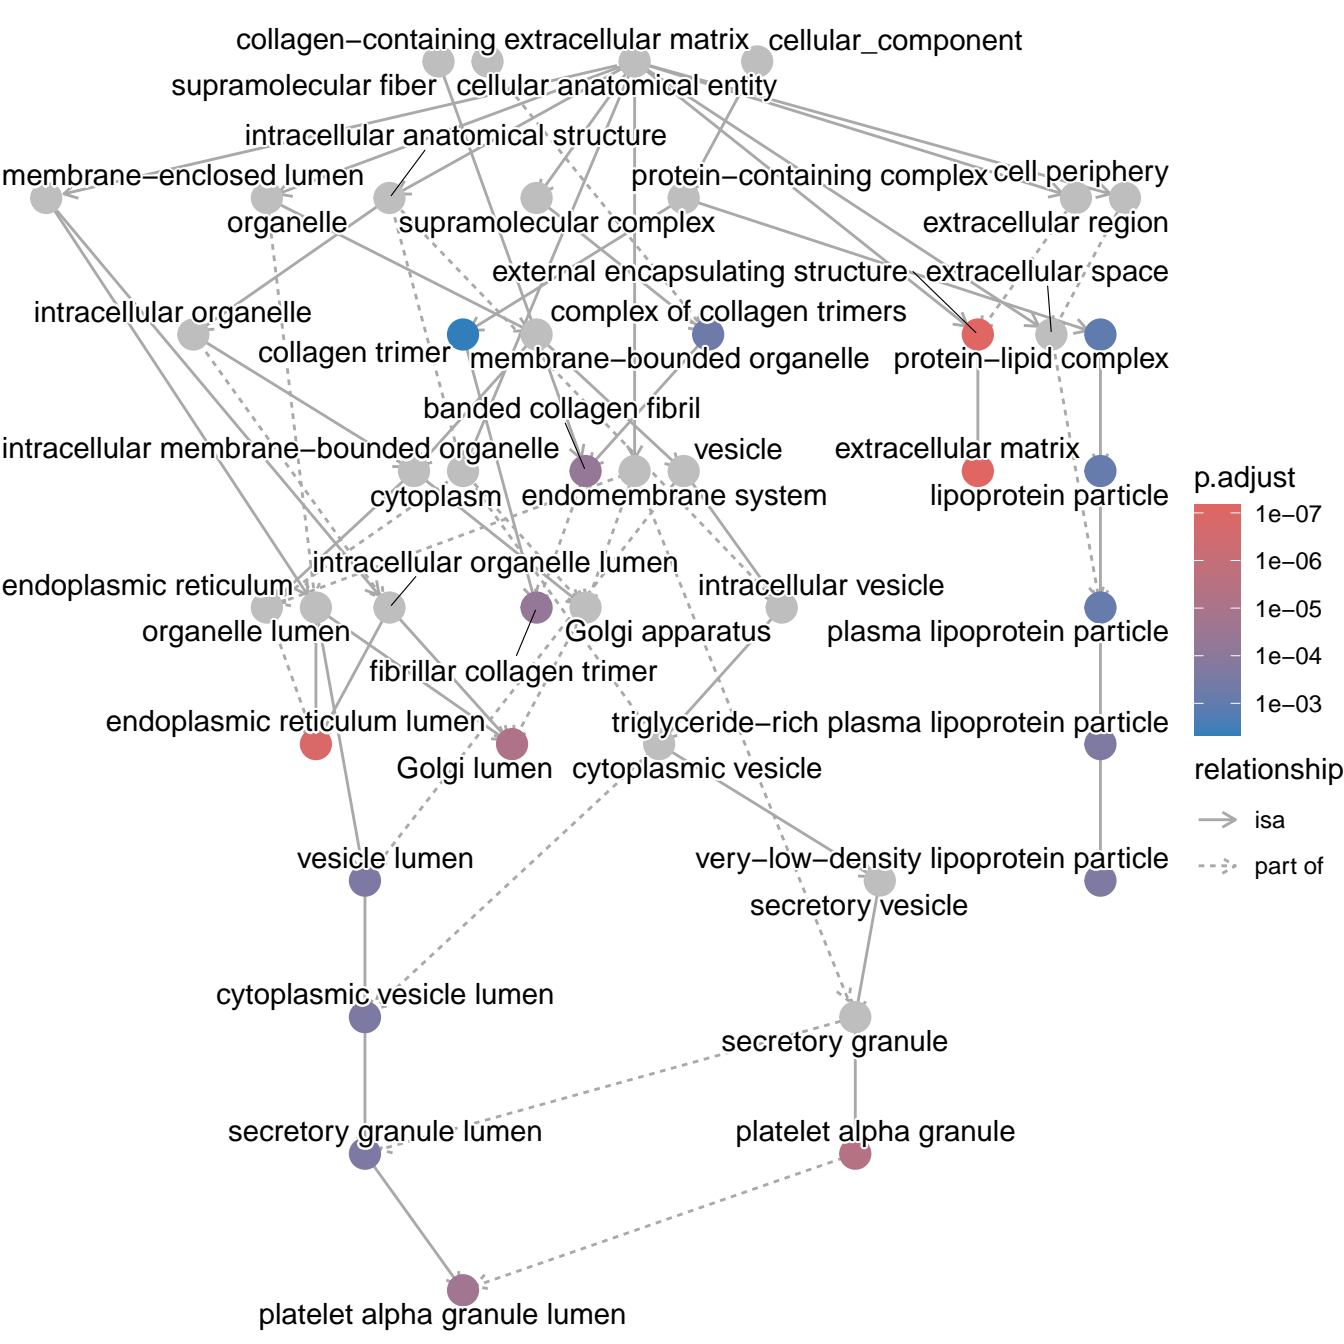 collagen−containing extracellular matrix
cellular_component
supramolecular fiber
cellular anatomical entity
intracellular anatomical structure
membrane−enclosed lumen
protein−containing complex
cell periphery
organelle
supramolecular complex
extracellular region
external encapsulating structure
extracellular space
intracellular organelle
complex of collagen trimers
collagen trimer
membrane−bounded organelle
protein−lipid complex
banded collagen fibril
intracellular membrane−bounded organelle
vesicle
extracellular matrix
cytoplasm
endomembrane system
lipoprotein particle
intracellular organelle lumen
endoplasmic reticulum
intracellular vesicle
organelle lumen
Golgi apparatus
plasma lipoprotein particle
fibrillar collagen trimer
endoplasmic reticulum lumen
triglyceride−rich plasma lipoprotein particle
Golgi lumen
cytoplasmic vesicle
vesicle lumen
very−low−density lipoprotein particle
secretory vesicle
cytoplasmic vesicle lumen
secretory granule
secretory granule lumen
platelet alpha granule
platelet alpha granule lumen
p.adjust
1e−07
1e−06
1e−05
1e−04
1e−03
relationship
isa
part of